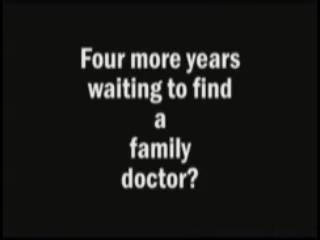 Four more years
waiting to find
a
family
doctor?